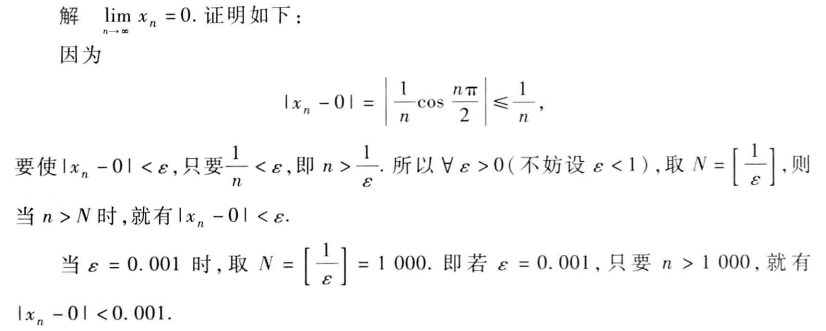 解 lim_{n→∞} x_n = 0. 证明如下:
因为
|x_n - 0| = |1/n cos nπ/2| ≤ 1/n,
要使|x_n - 0| < ε,只要 1/n < ε,即 n > 1/ε. 所以 ∀ ε > 0(不妨设 ε < 1),取 N = [1/ε],则
当 n > N 时,就有|x_n - 0| < ε.
当 ε = 0.001 时,取 N = [1/ε] = 1 000. 即若 ε = 0.001,只要 n > 1 000,就有
|x_n - 0| < 0.001.